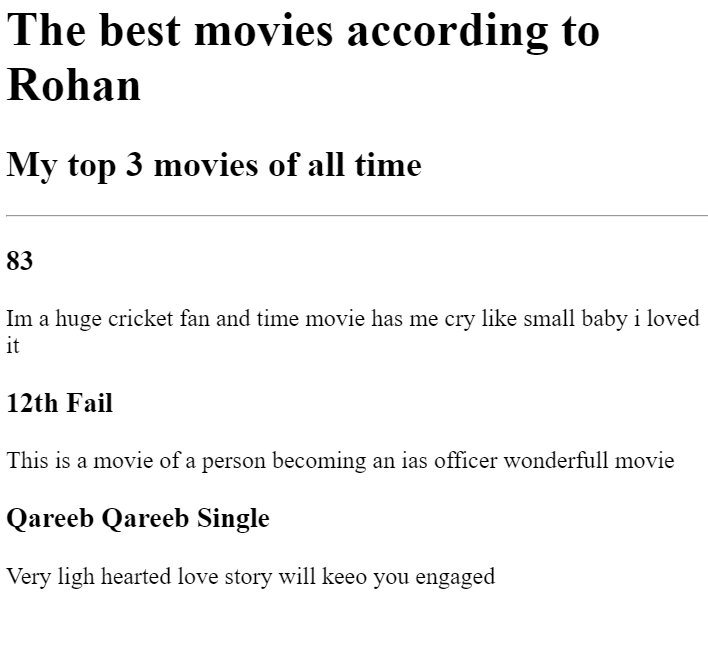 The best movies according to
Rohan
My top 3 movies of all time
83
Im a huge cricket fan and time movie has me cry like small baby i loved
it
12th Fail
This is a movie of a person becoming an ias officer wonderfull movie
Qareeb Qareeb Single
Very ligh hearted love story will keeo you engaged